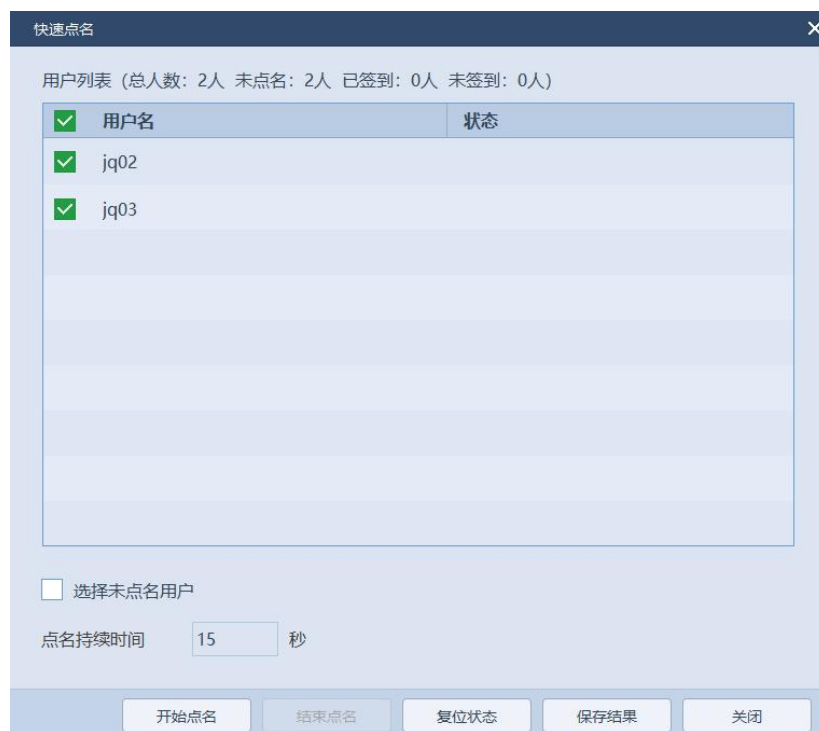 快速点名
用户列表 (总人数: 2人 未点名: 2人 已签到: 0人 未签到: 0人)
用户名 状态
jq02
jq03
选择未点名用户
点名持续时间 15 秒
开始点名 结束点名 复位状态 保存结果 关闭